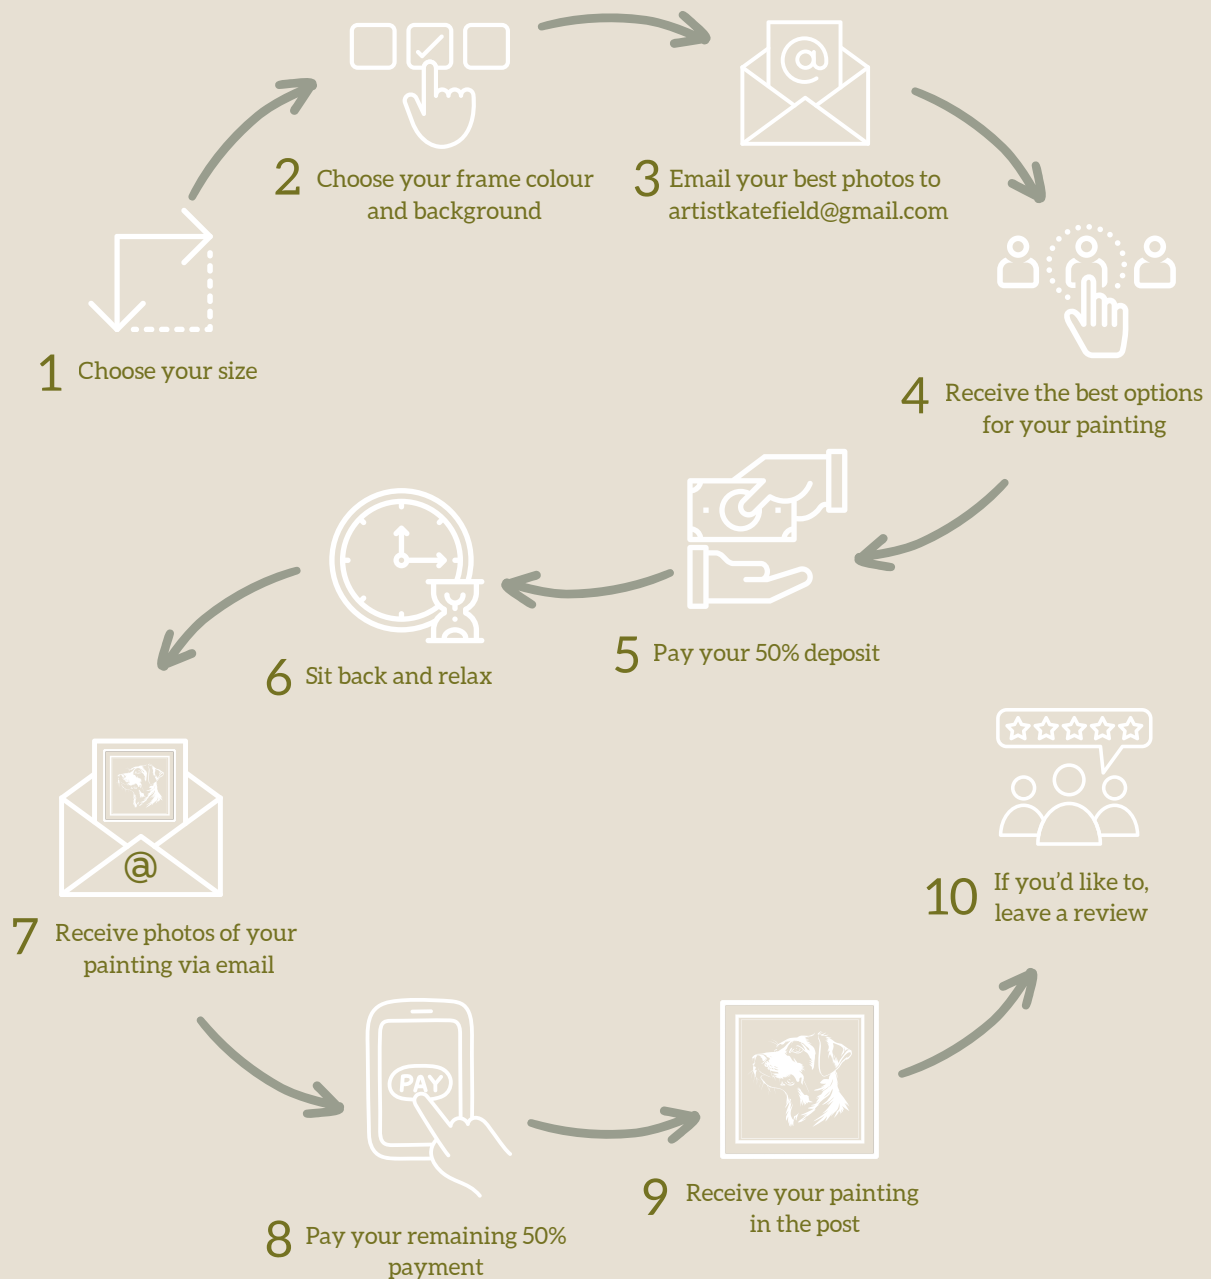 1 Choose your size
2 Choose your frame colour
and background
3 Email your best photos to
artistkatefield@gmail.com
@
4 Receive the best options
for your painting
5 Pay your 50% deposit
6 Sit back and relax
@
7 Receive photos of your
painting via email
PAY
8 Pay your remaining 50%
payment
9 Receive your painting
in the post
10 If you’d like to,
leave a review